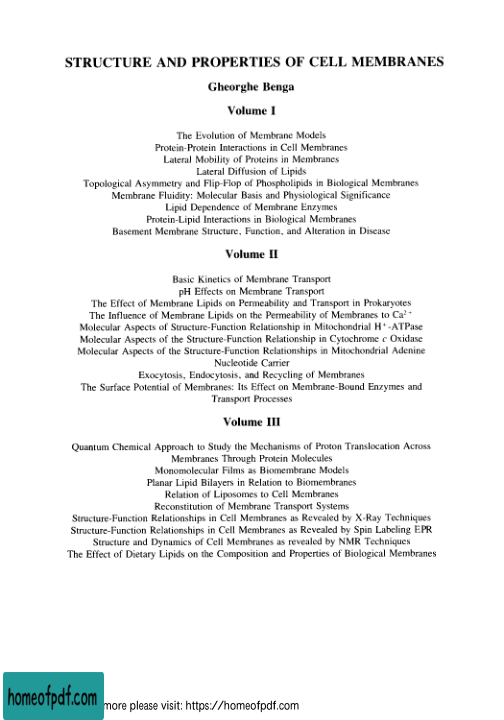 STRUCTURE AND PROPERTIES OF CELL MEMBRANES
Gheorghe Benga
Volume I
The Evolution of Membrane Models
Protein-Protein Interactions in Cell Membranes
Lateral Mobility of Proteins in Membranes
Lateral Diffusion of Lipids
Topological Asymmetry and Flip-Flop of Phospholipids in Biological Membranes
Membrane Fluidity: Molecular Basis and Physiological Significance
Lipid Dependence of Membrane Enzymes
Protein-Lipid Interactions in Biological Membranes
Basement Membrane Structure, Function, and Alteration in Disease
Volume II
Basic Kinetics of Membrane Transport
pH Effects on Membrane Transport
The Effect of Membrane Lipids on Permeability and Transport in Prokaryotes
The Influence of Membrane Lipids on the Permeability of Membranes to Ca²⁺
Molecular Aspects of Structure-Function Relationship in Mitochondrial H⁺-ATPase
Molecular Aspects of the Structure-Function Relationship in Cytochrome c Oxidase
Molecular Aspects of the Structure-Function Relationships in Mitochondrial Adenine
Nucleotide Carrier
Exocytosis, Endocytosis, and Recycling of Membranes
The Surface Potential of Membranes: Its Effect on Membrane-Bound Enzymes and
Transport Processes
Volume III
Quantum Chemical Approach to Study the Mechanisms of Proton Translocation Across
Membranes Through Protein Molecules
Monomolecular Films as Biomembrane Models
Planar Lipid Bilayers in Relation to Biomembranes
Relation of Liposomes to Cell Membranes
Reconstitution of Membrane Transport Systems
Structure-Function Relationships in Cell Membranes as Revealed by X-Ray Techniques
Structure-Function Relationships in Cell Membranes as Revealed by Spin Labeling EPR
Structure and Dynamics of Cell Membranes as revealed by NMR Techniques
The Effect of Dietary Lipids on the Composition and Properties of Biological Membranes
homeofpdf.com
more please visit: https://homeofpdf.com